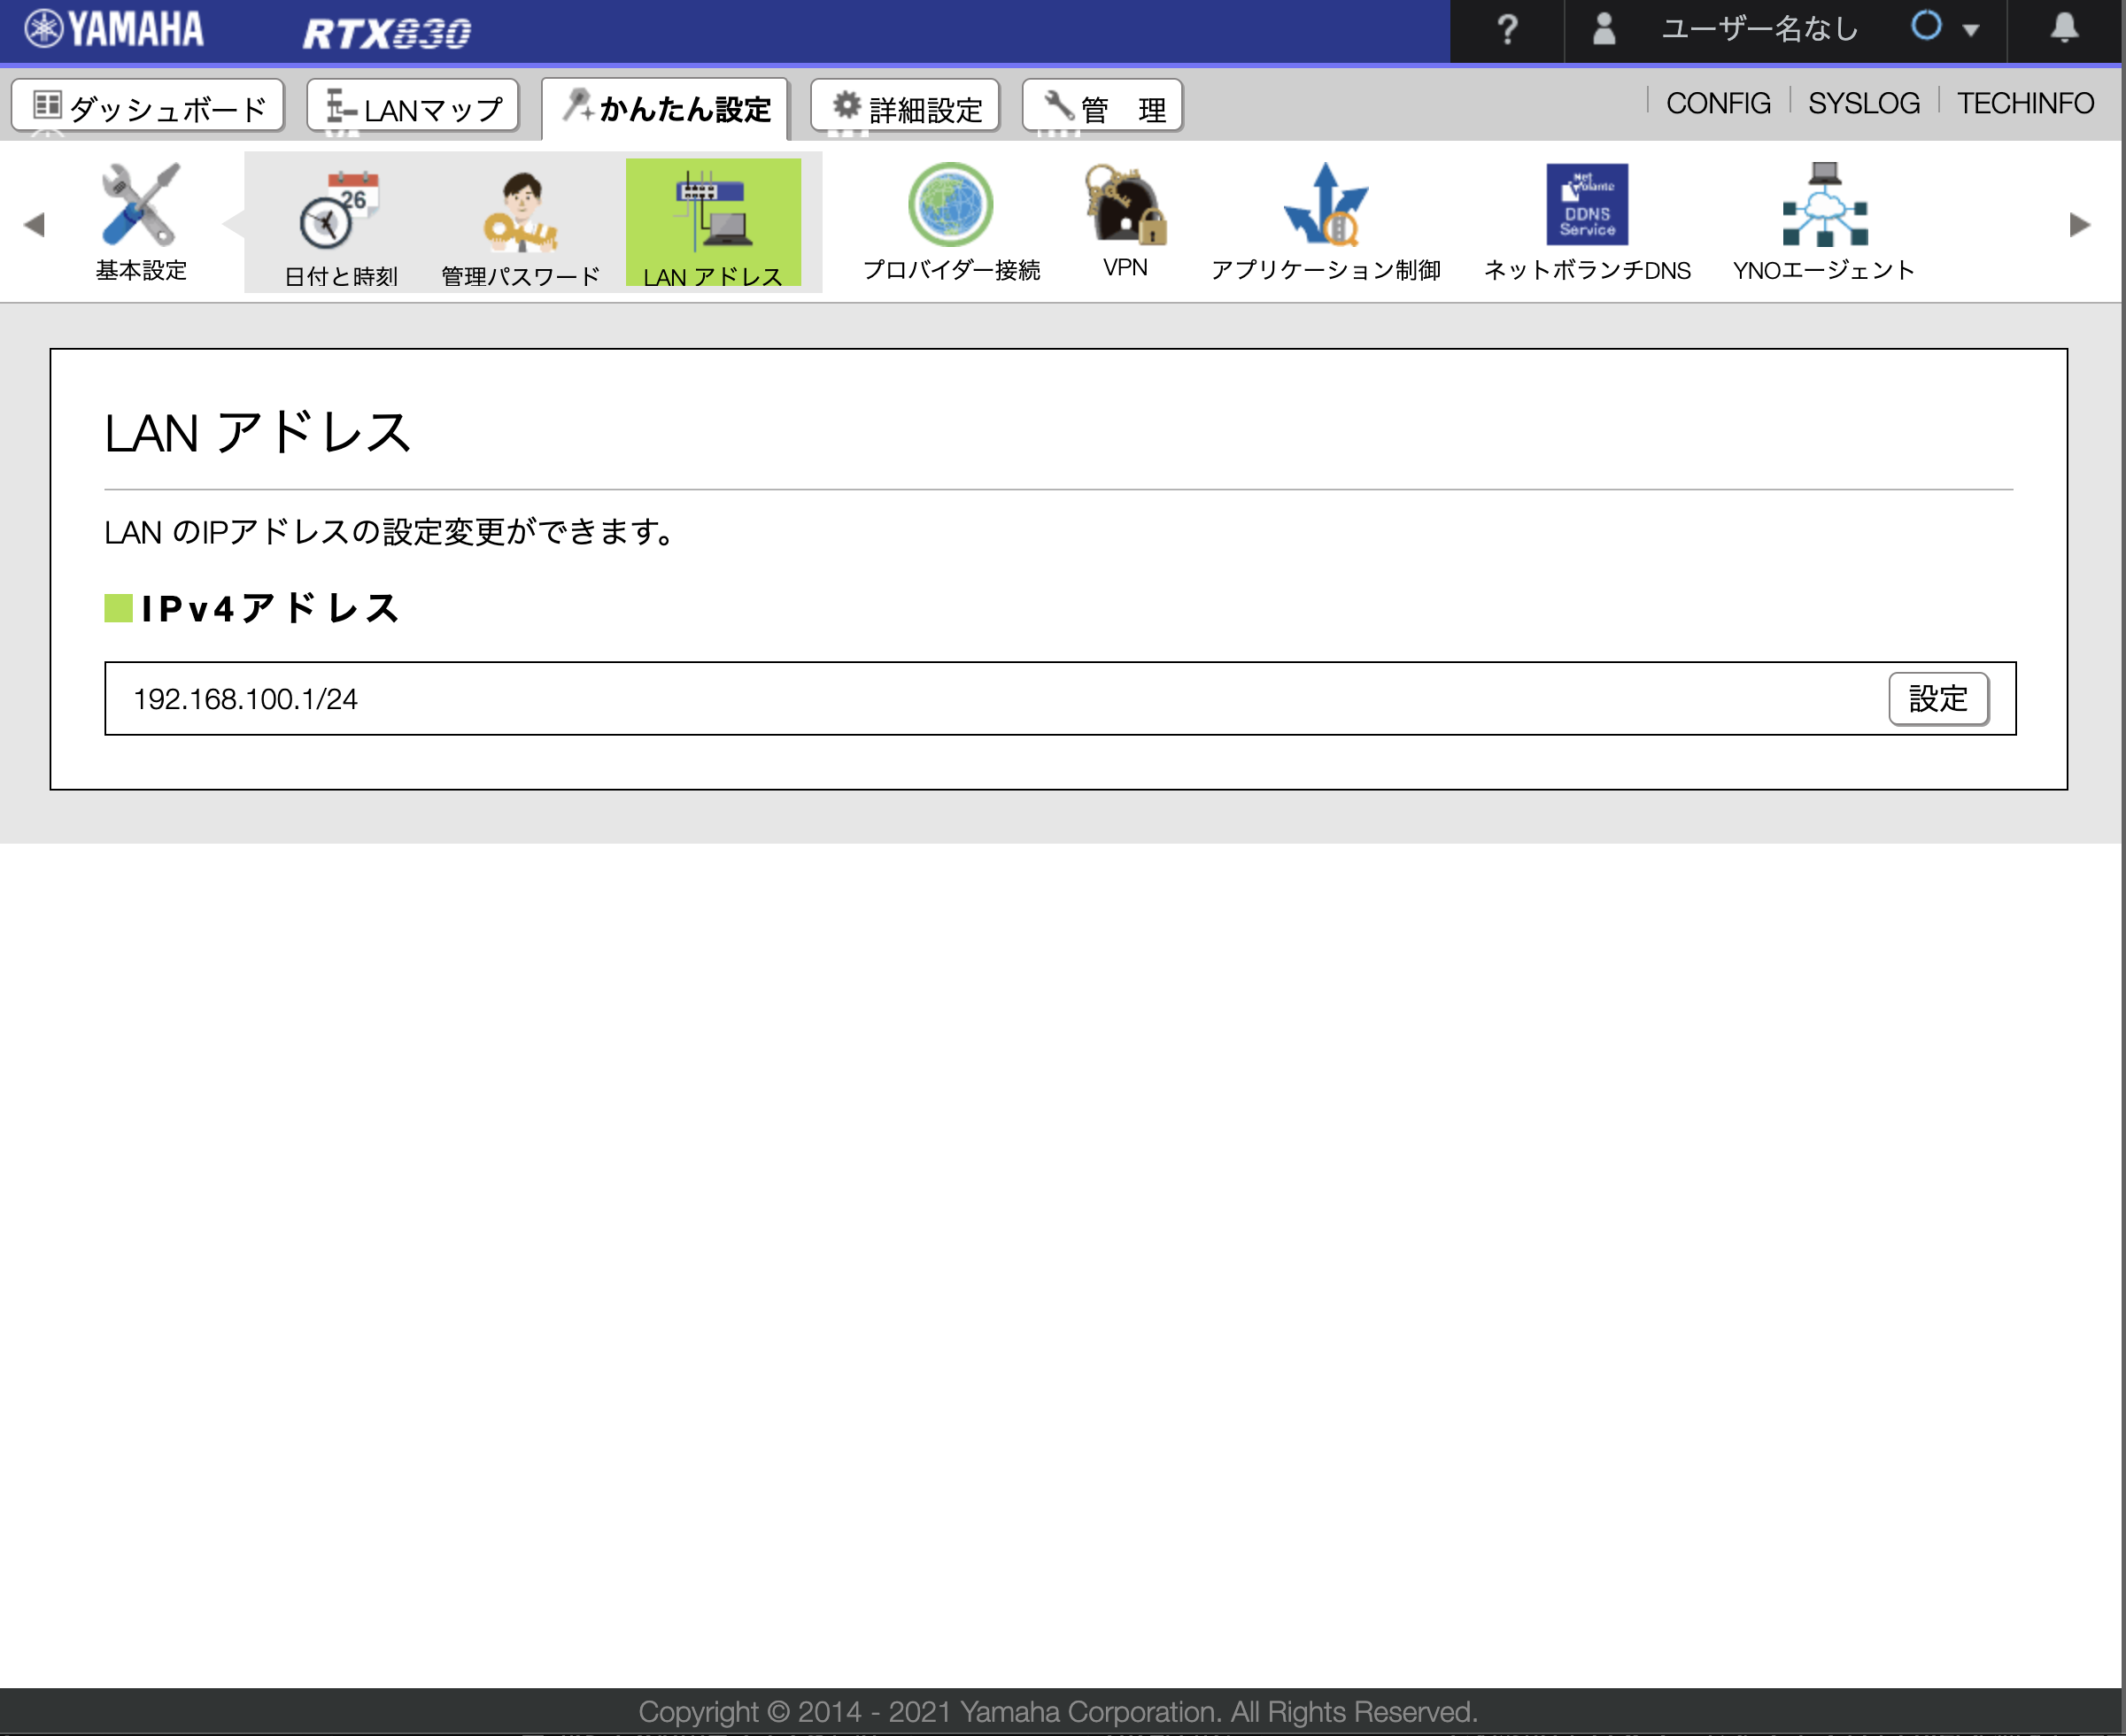 YAMAHA RTX830 ? ユーザー名なし
ダッシュボード LANマップ かんたん設定 詳細設定 管 理 CONFIG SYSLOG TECHINFO
26
Net Volante DDNS Service
基本設定 日付と時刻 管理パスワード LAN アドレス プロバイダー接続 VPN アプリケーション制御 ネットボランチDNS YNOエージェント
LAN アドレス
LAN のIPアドレスの設定変更ができます。
IPv4アドレス
192.168.100.1/24 設定
Copyright © 2014 - 2021 Yamaha Corporation. All Rights Reserved.